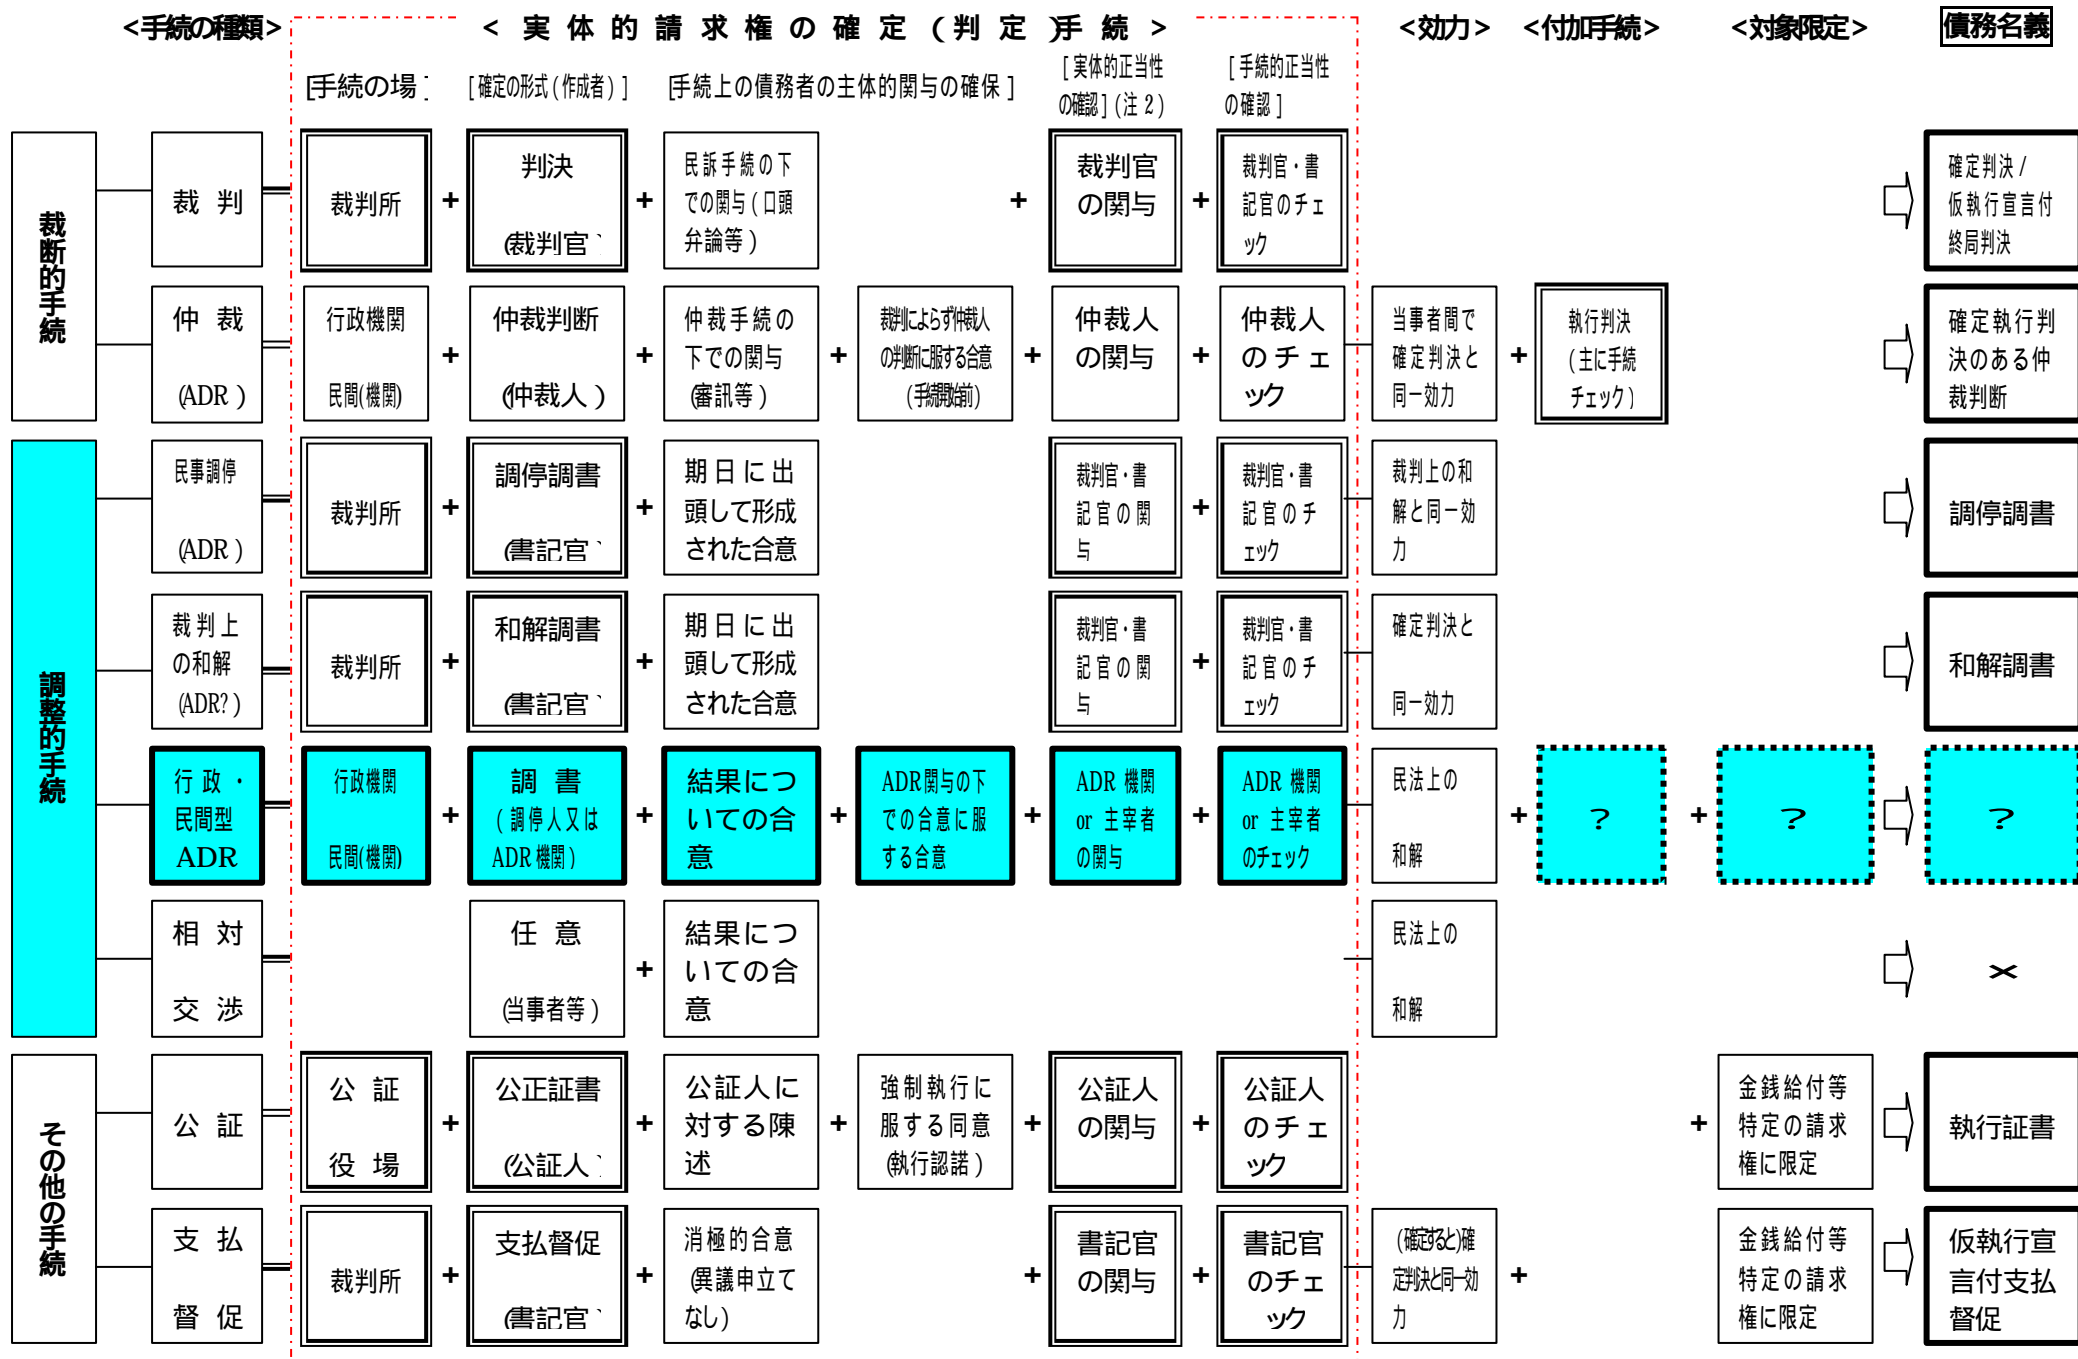 <手続の種類>
< 実体的請求権の確定(判定)手続 >
<効力>
<付加手続>
<対象限定>
債務名義
[手続の場]
[確定の形式(作成者)]
[手続上の債務者の主体的関与の確保]
[実体的正当性
の確認](注2)
[手続的正当性
の確認]
裁断的手続
裁 判
裁判所
+
判決
(裁判官)
+
民訴手続の下
での関与(口頭
弁論等)
+
裁判官
の関与
+
裁判官・書
記官のチェ
ック
確定判決/
仮執行宣言付
終局判決
仲 裁
(ADR)
行政機関
民間(機関)
+
仲裁判断
(仲裁人)
+
仲裁手続の
下での関与
(審訊等)
+
裁判によらず仲裁人
の判断に服する合意
(手続開始前)
+
仲裁人
の関与
+
仲裁人
のチェ
ック
当事者間で
確定判決と
同一効力
+
執行判決
(主に手続
チェック)
確定執行判
決のある仲
裁判断
調整的手続
民事調停
(ADR)
裁判所
+
調停調書
(書記官)
+
期日に出
頭して形成
された合意
裁判官・書
記官の関
与
+
裁判官・書
記官のチ
ェック
裁判上の和
解と同一効
力
調停調書
裁判上
の和解
(ADR?)
裁判所
+
和解調書
(書記官)
+
期日に出
頭して形成
された合意
裁判官・書
記官の関
与
+
裁判官・書
記官のチ
ェック
確定判決と
同一効力
和解調書
行政・
民間型
ADR
行政機関
民間(機関)
+
調 書
(調停人又は
ADR機関)
+
結果につ
いての合
意
+
ADR関与の下
での合意に服
する合意
+
ADR機関
or 主宰者
の関与
+
ADR機関
or 主宰者
のチェック
民法上の
和解
+
?
+
?
?
相 対
交 渉
任 意
(当事者等)
+
結果につ
いての合
意
民法上の
和解
×
その他の手続
公 証
公 証
役 場
+
公正証書
(公証人)
+
公証人に
対する陳
述
+
強制執行に
服する同意
(執行認諾)
+
公証人
の関与
+
公証人
のチェ
ック
+
金銭給付等
特定の請求
権に限定
執行証書
支 払
督 促
裁判所
+
支払督促
(書記官)
+
消極的合意
(異議申立て
なし)
+
書記官
の関与
+
書記官
のチェ
ック
(確定すると)確
定判決と同一効
力
+
金銭給付等
特定の請求
権に限定
仮執行宣
言付支払
督促